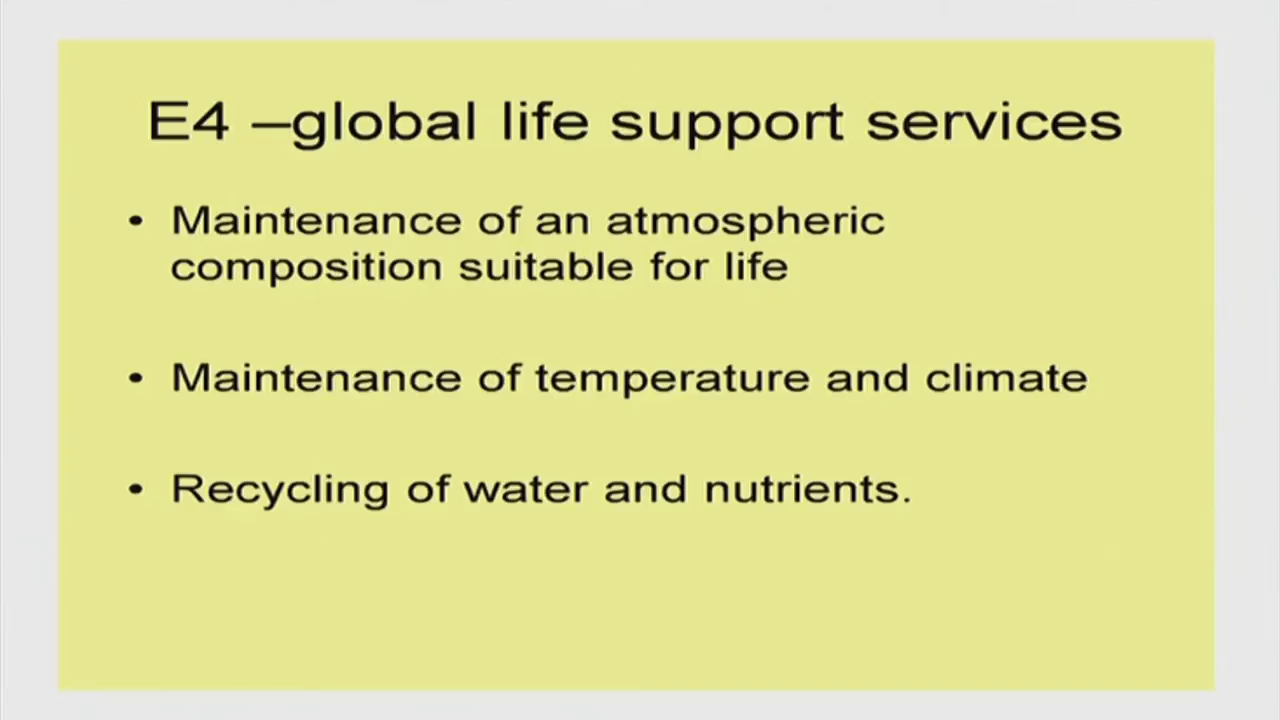 E4 –global life support services
• Maintenance of an atmospheric
composition suitable for life
• Maintenance of temperature and climate
• Recycling of water and nutrients.